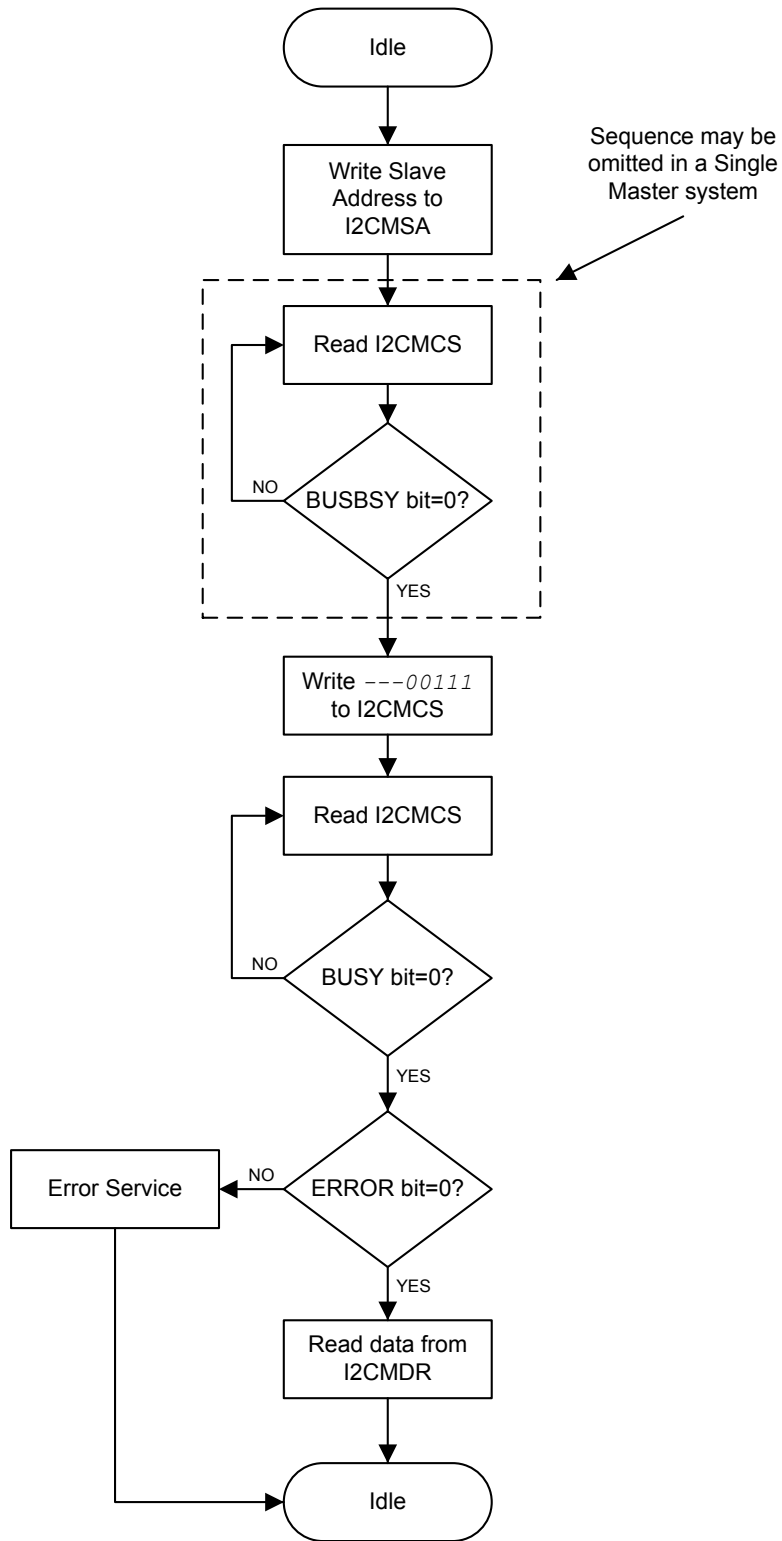 Idle
Sequence may be
omitted in a Single
Master system
Write Slave
Address to
I2CMSA
Read I2CMCS
NO
BUSBSY bit=0?
YES
Write ---00111
to I2CMCS
Read I2CMCS
NO
BUSY bit=0?
YES
Error Service
NO
ERROR bit=0?
YES
Read data from
I2CMDR
Idle